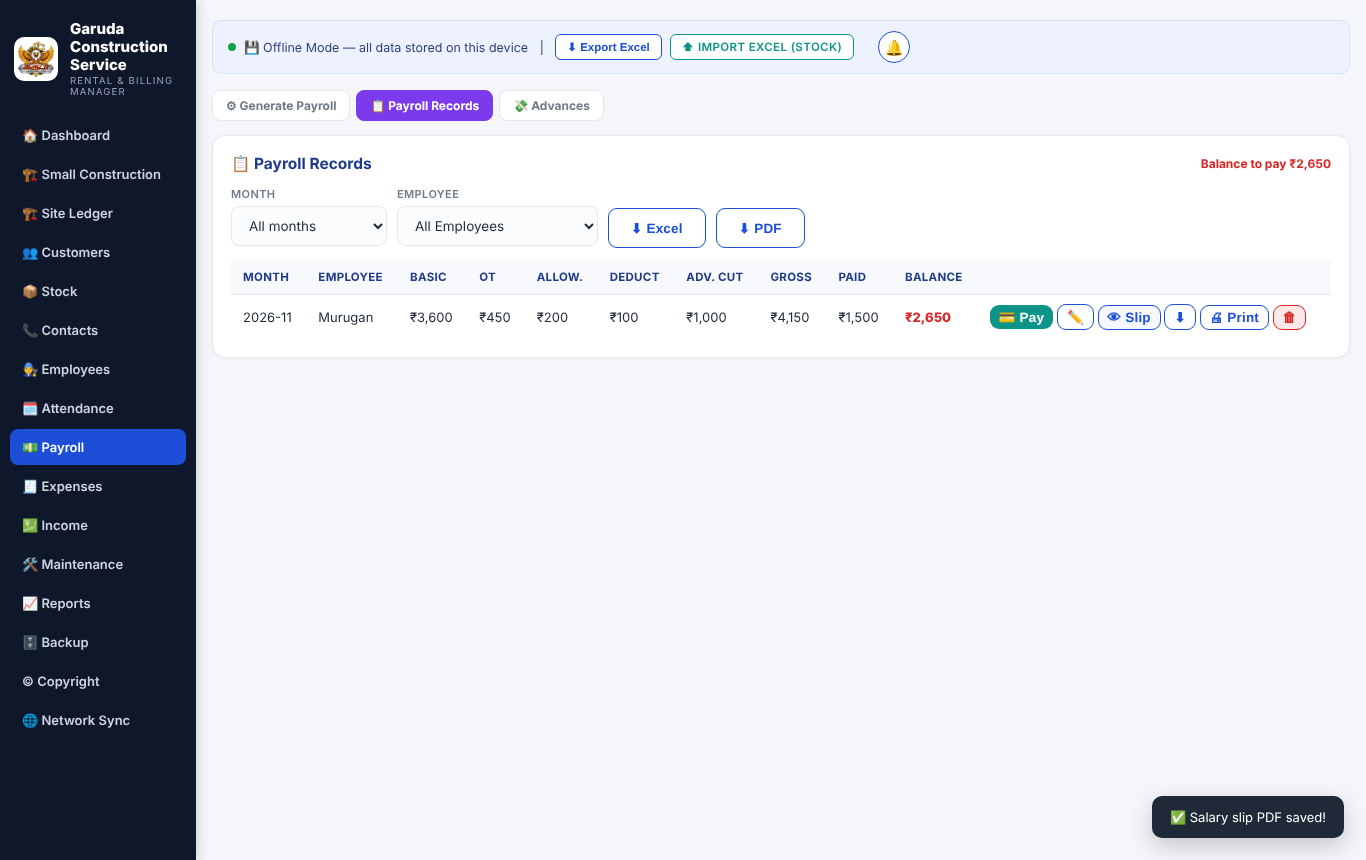 Garuda
Construction
Service
RENTAL & BILLING
MANAGER
🏠 Dashboard
🏗️ Small Construction
🏗️ Site Ledger
👥 Customers
📦 Stock
📞 Contacts
👨‍🔧 Employees
🗓️ Attendance
💵 Payroll
🧾 Expenses
💹 Income
🛠️ Maintenance
📈 Reports
🗄️ Backup
© Copyright
🌐 Network Sync
💾 Offline Mode — all data stored on this device | ⬇ Export Excel ⬆ IMPORT EXCEL (STOCK) 🔔
⚙ Generate Payroll 📋 Payroll Records 💸 Advances
📋 Payroll Records Balance to pay ₹2,650
MONTH EMPLOYEE
All months All Employees ⬇ Excel ⬇ PDF
MONTH EMPLOYEE BASIC OT ALLOW. DEDUCT ADV. CUT GROSS PAID BALANCE
2026-11 Murugan ₹3,600 ₹450 ₹200 ₹100 ₹1,000 ₹4,150 ₹1,500 ₹2,650 💳 Pay ✏️ 👁 Slip ⬇ 🖨 Print 🗑
✅ Salary slip PDF saved!